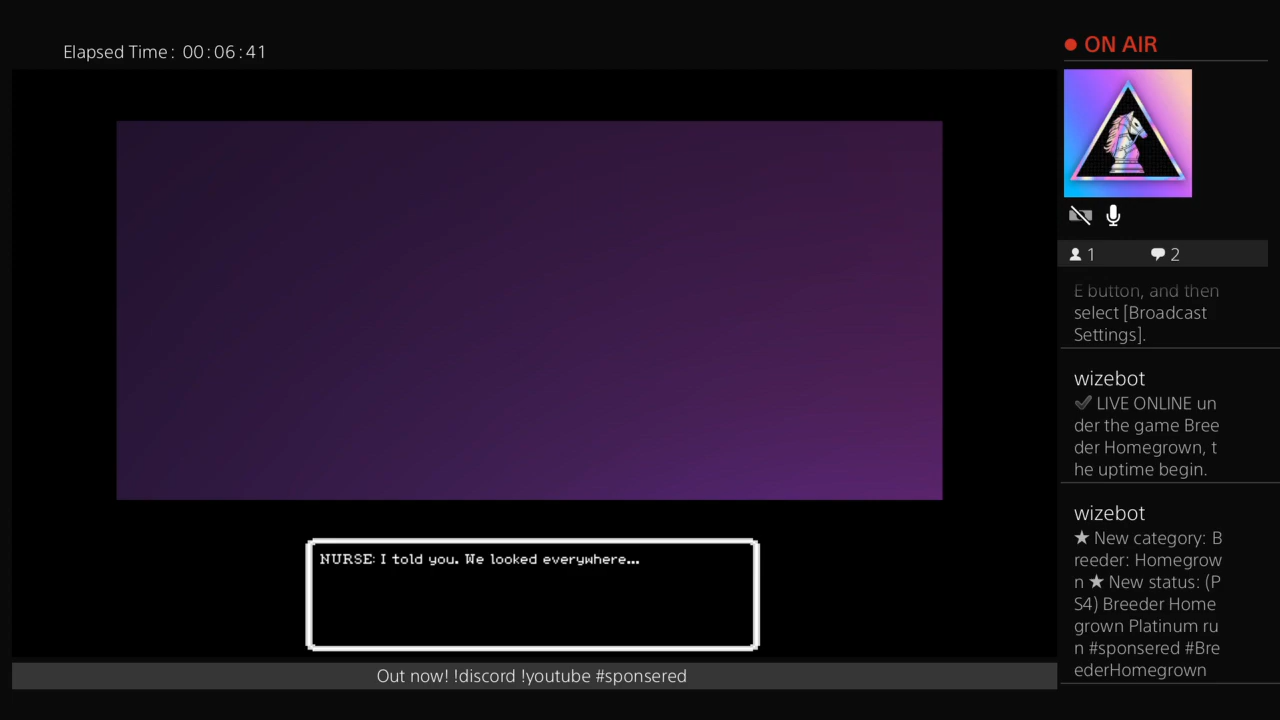 Elapsed Time: 00:06:41
ON AIR
1
2
E button, and then
select [Broadcast
Settings].
wizebot
LIVE ONLINE un
der the game Bree
der Homegrown, t
he uptime begin.
wizebot
★ New category: B
reeder: Homegrow
n ★ New status: (P
S4) Breeder Home
grown Platinum ru
n #sponsered #Bre
ederHomegrown
NURSE: I told you. We looked everywhere...
Out now! !discord !youtube #sponsered